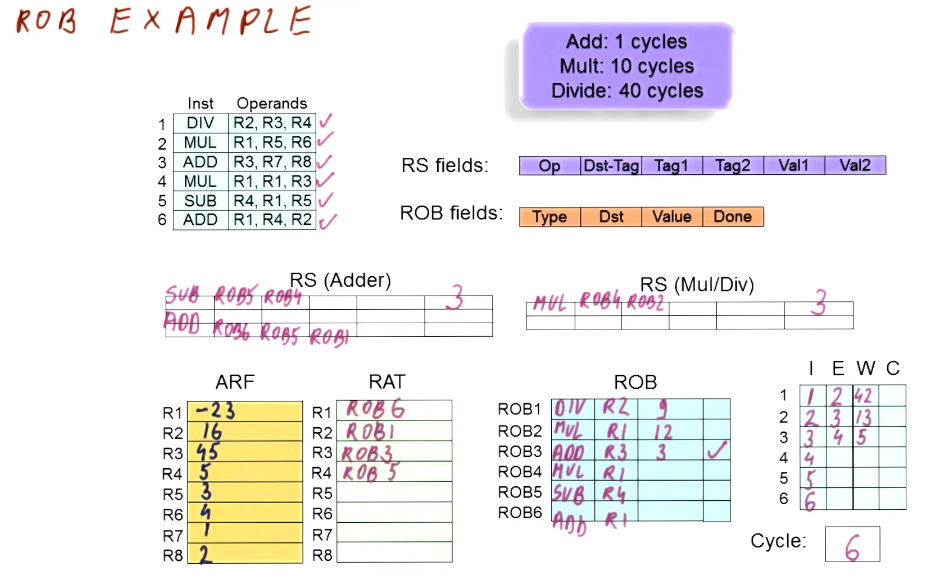 ROB EXAMPLE
Add: 1 cycles
Mult: 10 cycles
Divide: 40 cycles
Inst Operands
1 DIV R2, R3, R4 ✓
2 MUL R1, R5, R6 ✓
3 ADD R3, R7, R8 ✓
4 MUL R1, R1, R3 ✓
5 SUB R4, R1, R5 ✓
6 ADD R1, R4, R2 ✓
RS fields: Op Dst-Tag Tag1 Tag2 Val1 Val2
ROB fields: Type Dst Value Done
RS (Adder)
SUB ROB5 ROB4 3
ADD ROB6 ROB5 ROB1
RS (Mul/Div)
MUL ROB4 ROB2 3
ARF
R1 -23
R2 16
R3 45
R4 5
R5 3
R6 4
R7 1
R8 2
RAT
R1 ROB6
R2 ROB1
R3 ROB3
R4 ROB5
R5
R6
R7
R8
ROB
ROB1 DIV R2 9
ROB2 MUL R1 12
ROB3 ADD R3 3 ✓
ROB4 MUL R1
ROB5 SUB R4
ROB6 ADD R1
I E W C
1 1 2 42
2 2 3 13
3 3 4 5
4 4
5 5
6 6
Cycle: 6